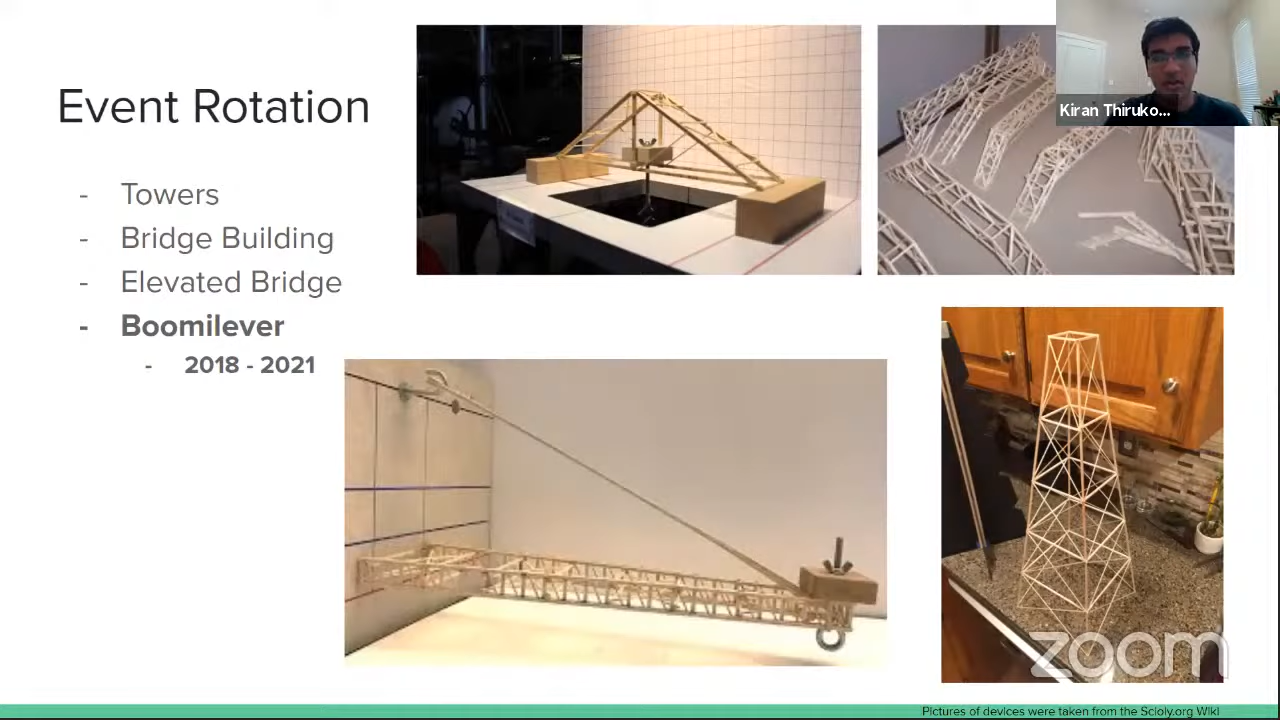 Event Rotation
Kiran Thiruko...
- Towers
- Bridge Building
- Elevated Bridge
- Boomilever
- 2018 - 2021
zoom
Pictures of devices were taken from the Scioly.org Wiki